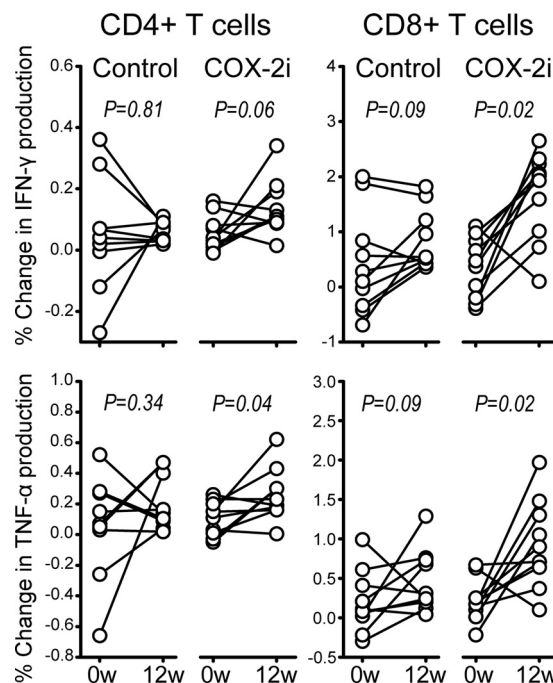 CD4+ T cells CD8+ T cells
Control COX-2i Control COX-2i
% Change in IFN-γ production
P=0.81 P=0.06 P=0.09 P=0.02
0.6 4
0.4 3
0.2 2
1
0.0 0
-0.2 -1
% Change in TNF-α production
P=0.34 P=0.04 P=0.09 P=0.02
1.0 3.0
0.8 2.5
0.6 2.0
0.4 1.5
0.2 1.0
0.0 0.5
-0.2 0.0
-0.4 -0.5
-0.6
-0.8
0w 12w 0w 12w 0w 12w 0w 12w